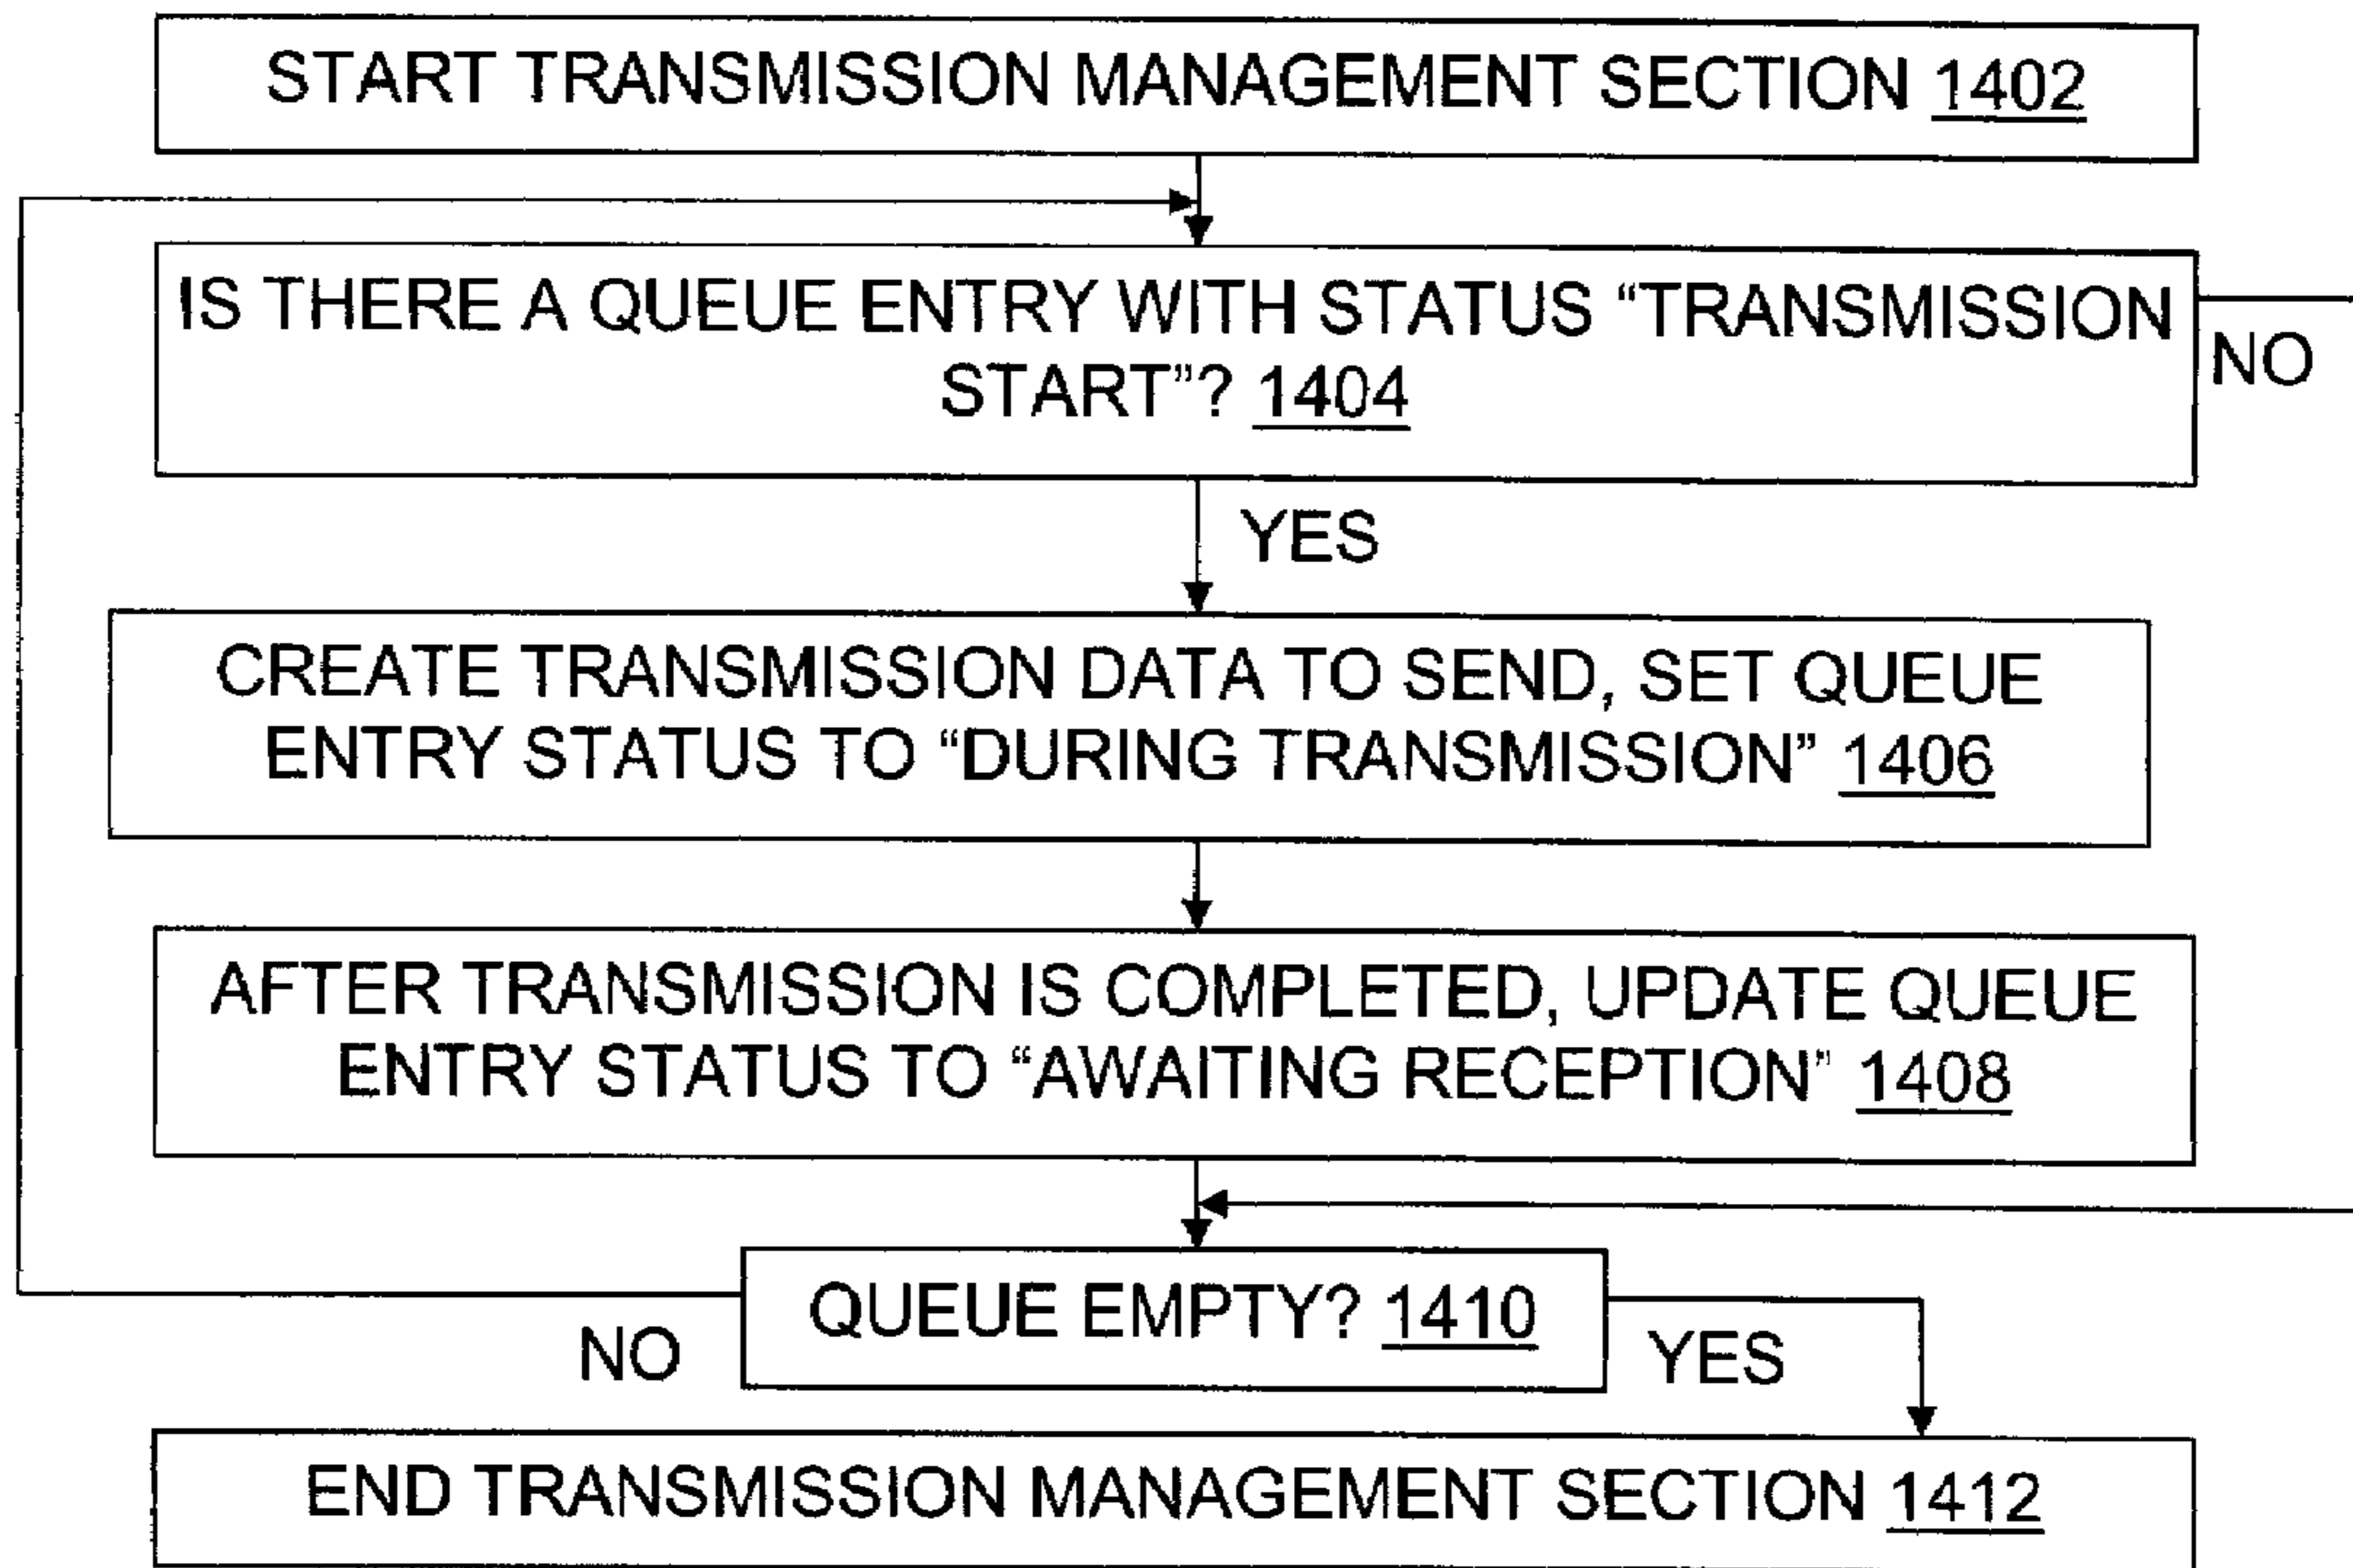 START TRANSMISSION MANAGEMENT SECTION 1402
IS THERE A QUEUE ENTRY WITH STATUS “TRANSMISSION
START”? 1404
NO
YES
CREATE TRANSMISSION DATA TO SEND, SET QUEUE
ENTRY STATUS TO “DURING TRANSMISSION” 1406
AFTER TRANSMISSION IS COMPLETED, UPDATE QUEUE
ENTRY STATUS TO “AWAITING RECEPTION” 1408
QUEUE EMPTY? 1410
NO
YES
END TRANSMISSION MANAGEMENT SECTION 1412